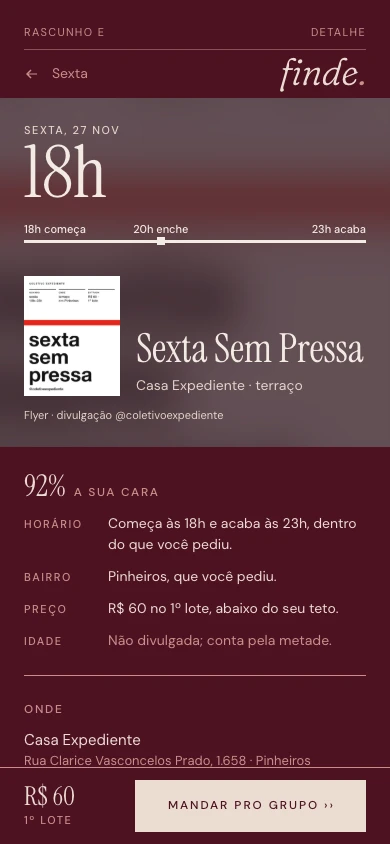 RASCUNHO E
DETALHE
← Sexta
finde.
SEXTA, 27 NOV
18h
18h começa
20h enche
23h acaba
sexta
sem
pressa
@coletivoexpediente
Sexta Sem Pressa
Casa Expediente · terraço
Flyer · divulgação @coletivoexpediente
92% A SUA CARA
HORÁRIO
Começa às 18h e acaba às 23h, dentro
do que você pediu.
BAIRRO
Pinheiros, que você pediu.
PREÇO
R$ 60 no 1º lote, abaixo do seu teto.
IDADE
Não divulgada; conta pela metade.
ONDE
Casa Expediente
Rua Clarice Vasconcelos Prado, 1.658 · Pinheiros
R$ 60
1º LOTE
MANDAR PRO GRUPO ››